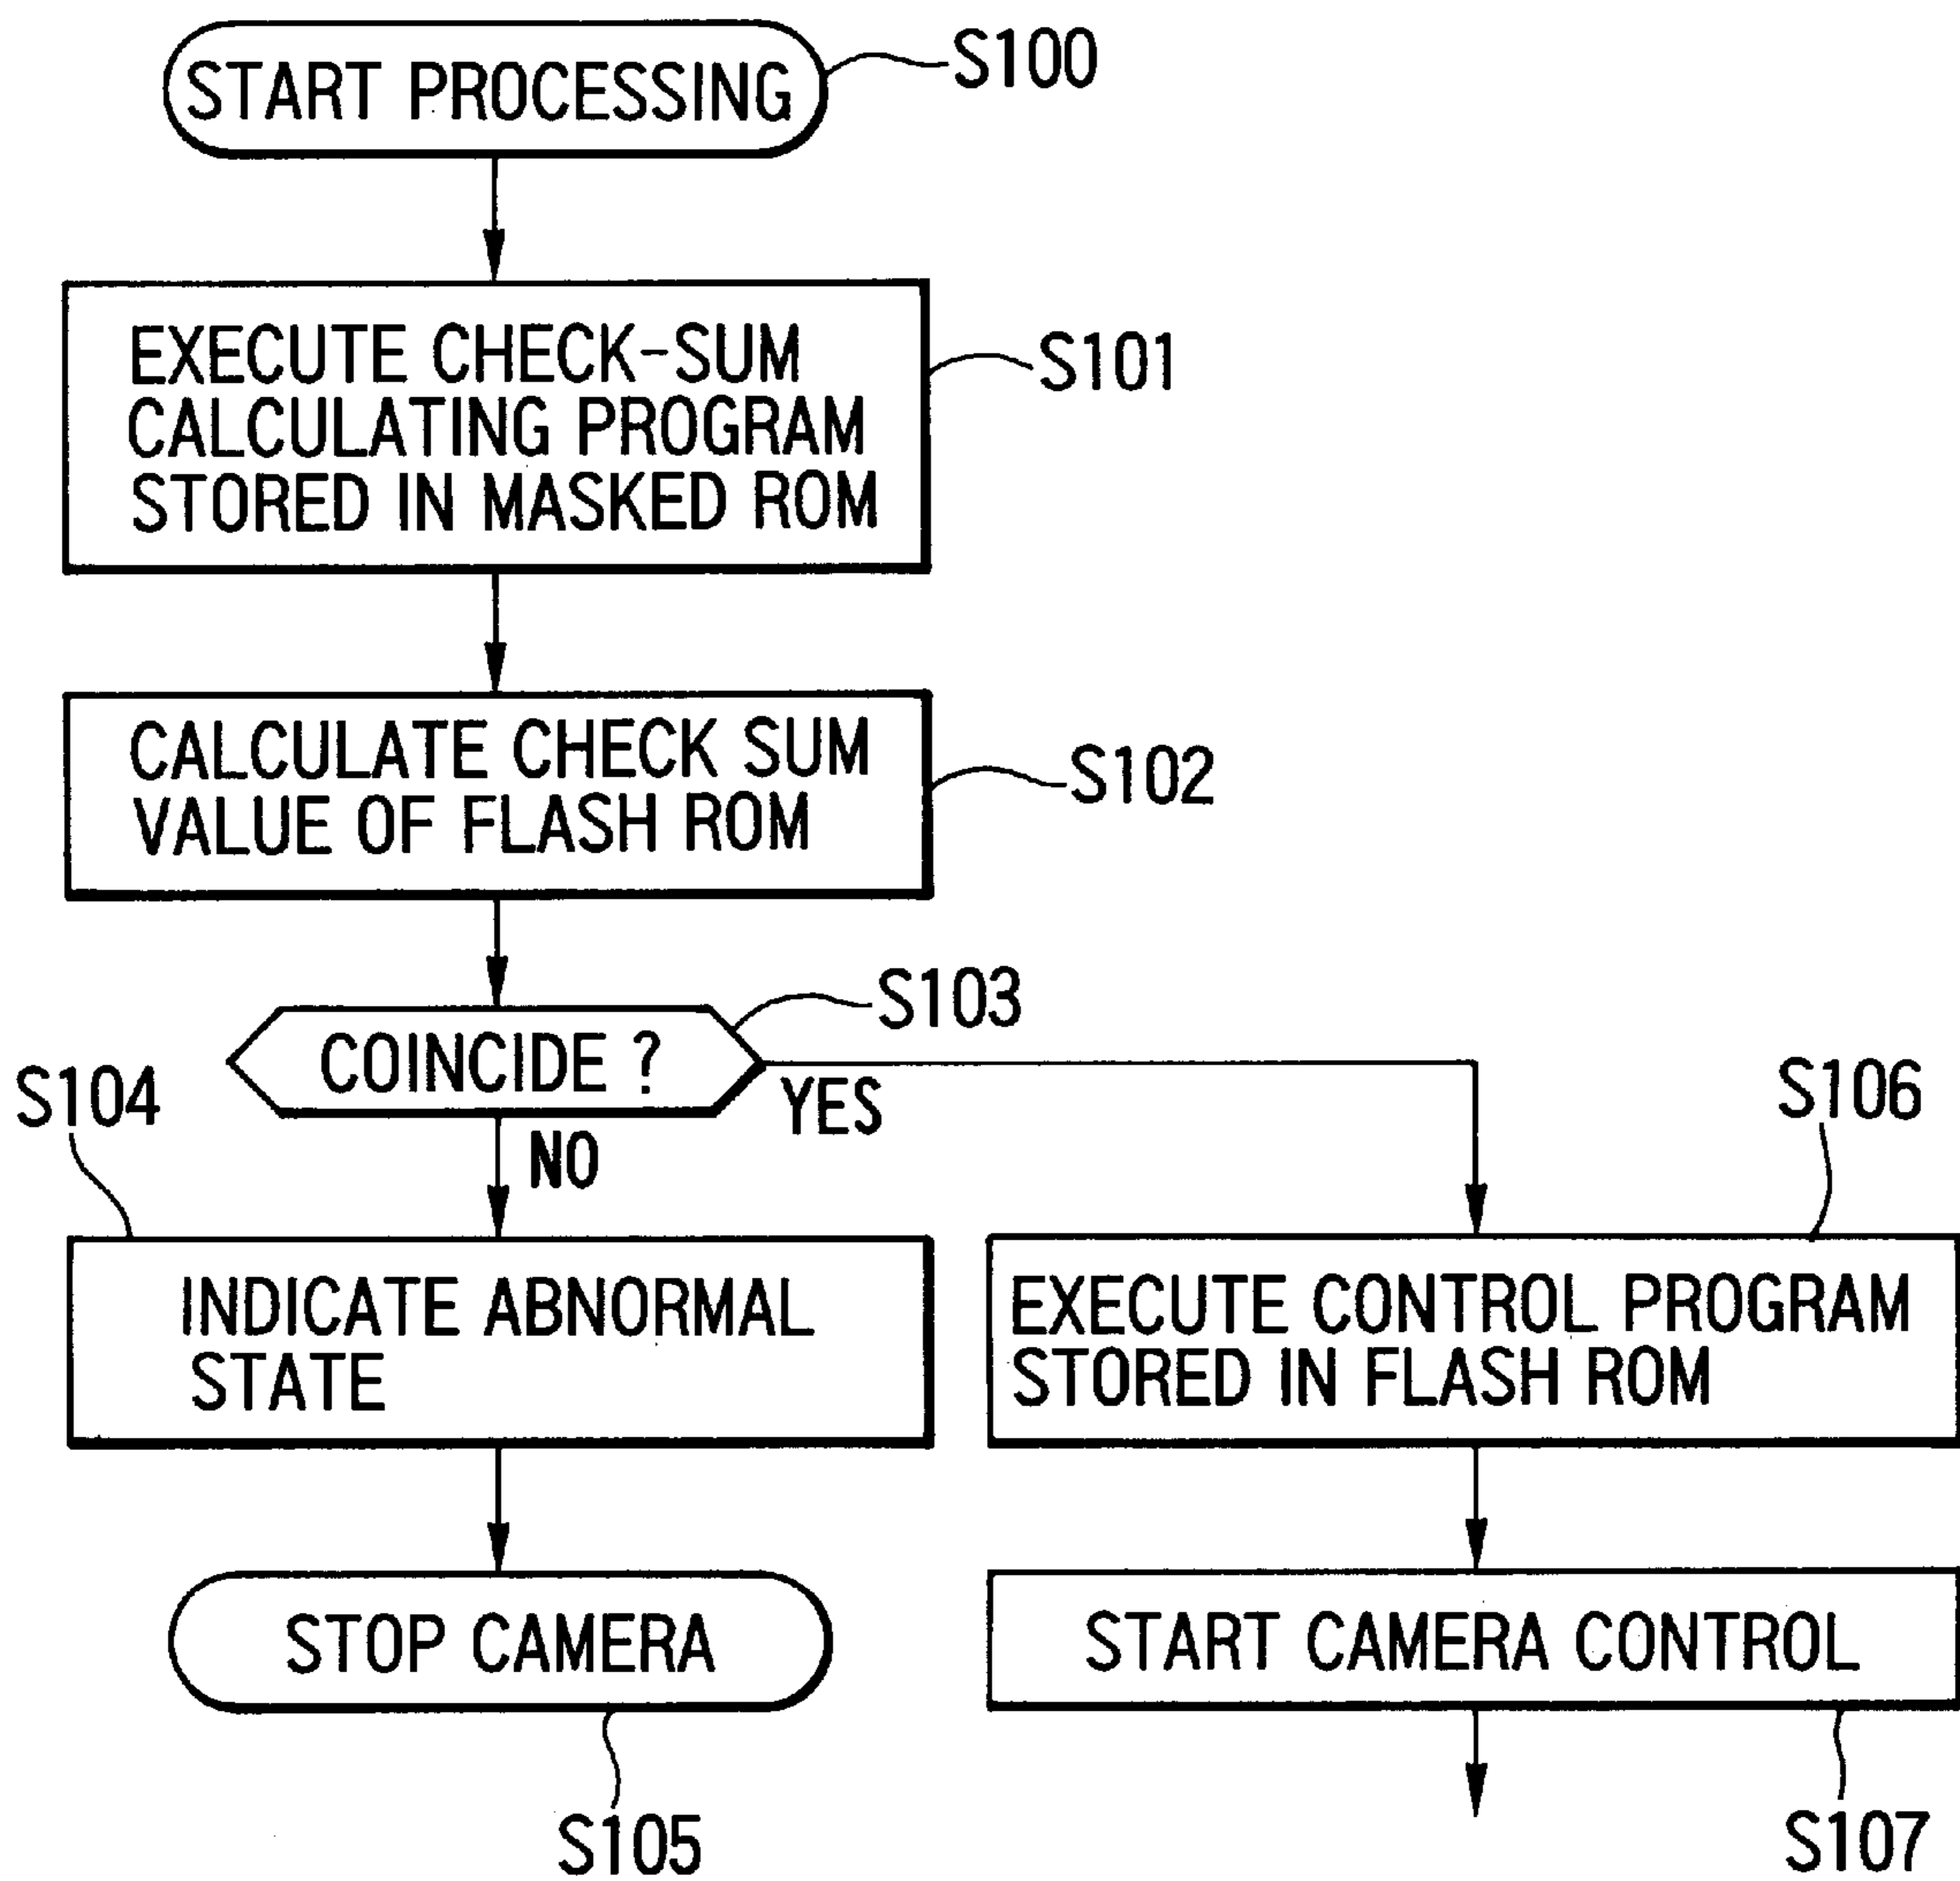 START PROCESSING
S100
EXECUTE CHECK-SUM
CALCULATING PROGRAM
STORED IN MASKED ROM
S101
CALCULATE CHECK SUM
VALUE OF FLASH ROM
S102
COINCIDE ?
S103
YES
NO
S104
INDICATE ABNORMAL
STATE
S106
EXECUTE CONTROL PROGRAM
STORED IN FLASH ROM
STOP CAMERA
S105
START CAMERA CONTROL
S107